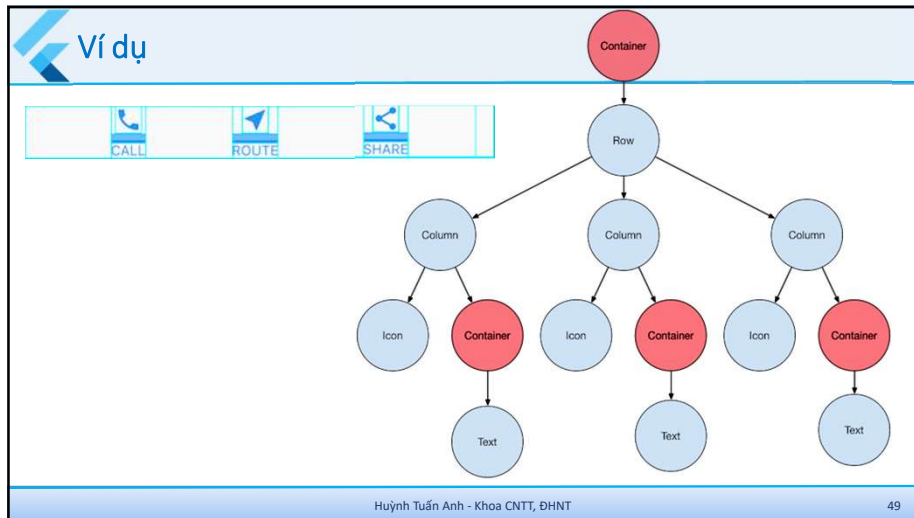 Ví dụ
Container
CALL ROUTE SHARE
Row
Column Column Column
Icon Container Icon Container Icon Container
Text Text Text
Huỳnh Tuấn Anh - Khoa CNTT, ĐHNT 49